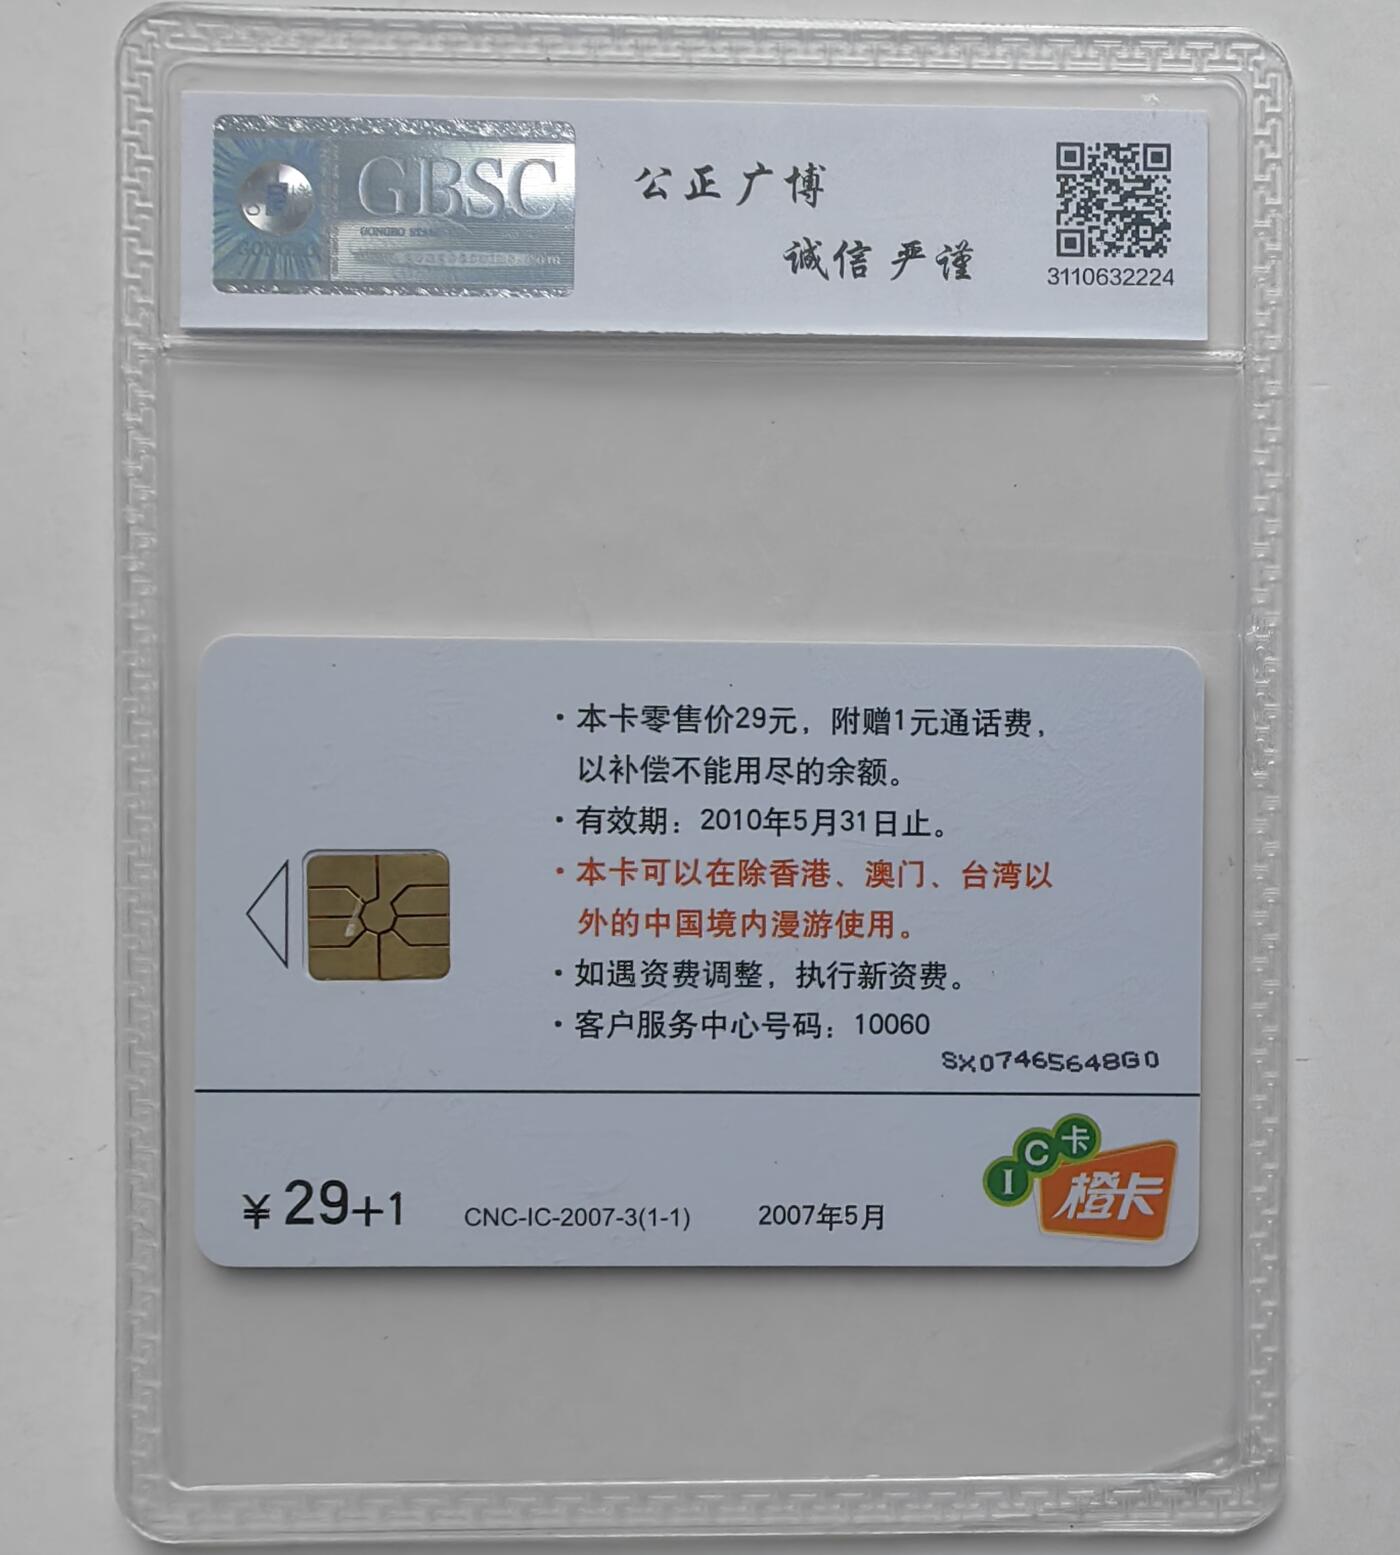 GBSC
公正广博
诚信严谨
3110632224
·本卡零售价29元，附赠1元通话费，
以补偿不能用尽的余额。
·有效期：2010年5月31日止。
·本卡可以在除香港、澳门、台湾以
外的中国境内漫游使用。
·如遇资费调整，执行新资费。
·客户服务中心号码：10060
SX07465648G0
IC卡
橙卡
¥29+1 CNC-IC-2007-3(1-1) 2007年5月